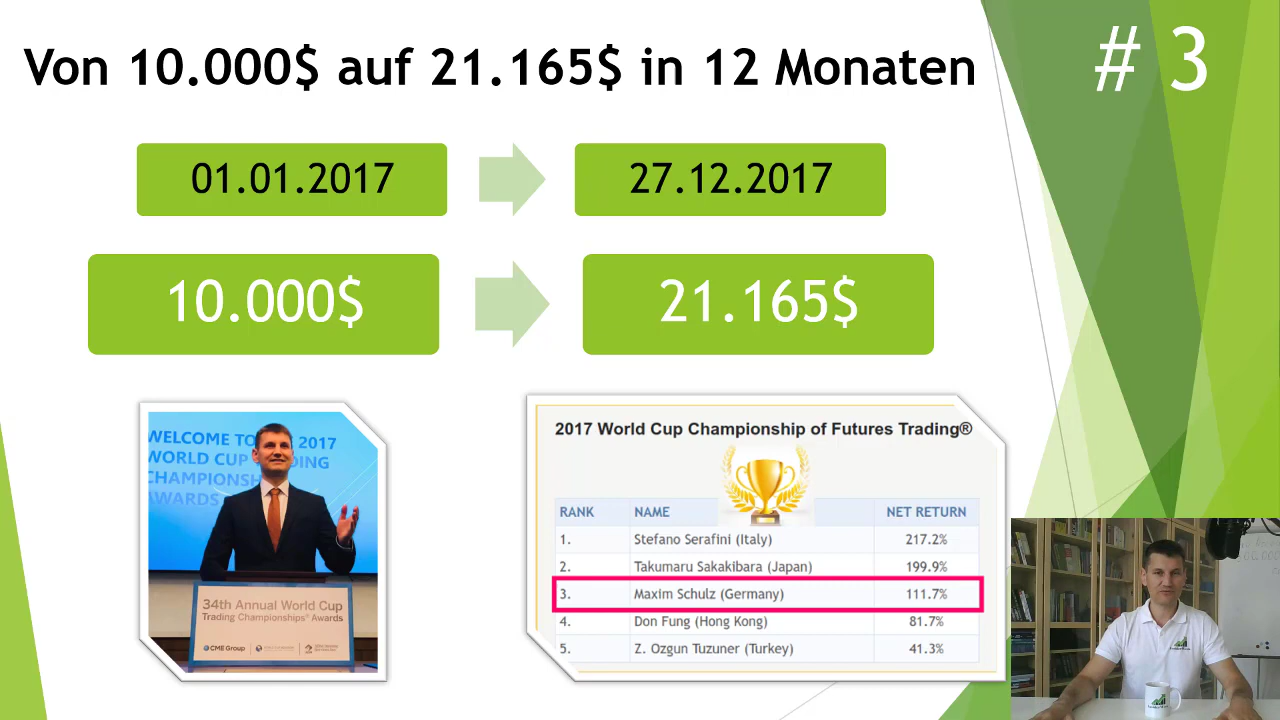 Von 10.000$ auf 21.165$ in 12 Monaten
# 3
01.01.2017
27.12.2017
10.000$
21.165$
WELCOME TO 2017
WORLD CUP DING
CHAMPIONSH
AWARDS
34th Annual World Cup
Trading Championships® Awards
CME Group
2017 World Cup Championship of Futures Trading®
RANK NAME NET RETURN
1. Stefano Serafini (Italy) 217.2%
2. Takumaru Sakakibara (Japan) 199.9%
3. Maxim Schulz (Germany) 111.7%
4. Don Fung (Hong Kong) 81.7%
5. Z. Ozgun Tuzuner (Turkey) 41.3%